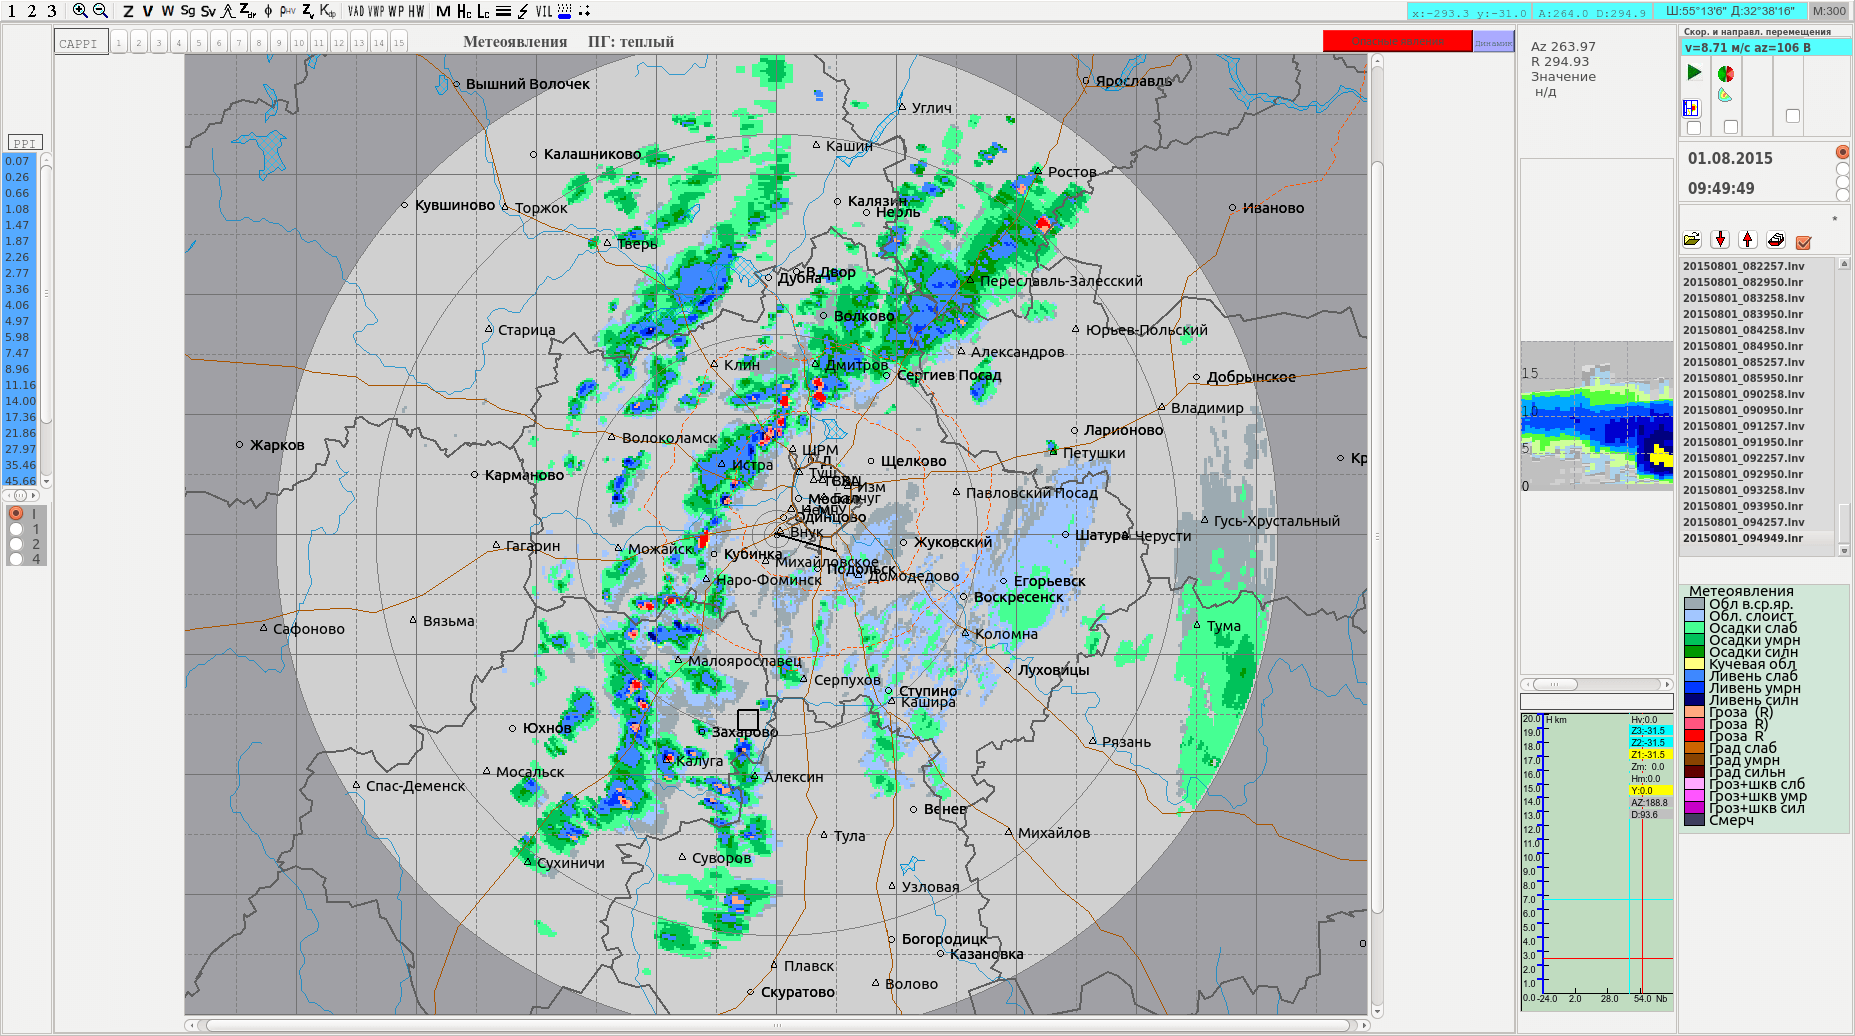 1 2 3 Z V W Sg Sv Zdr ϕ ρHV Zv Kdp VAD VWP WP HW M Hc Lc VIL
x:-293.3 y:-31.0 A:264.0 D:294.9 Ш:55°13'6" Д:32°38'16" M:300
CAPPI 1 2 3 4 5 6 7 8 9 10 11 12 13 14 15
Метеоявления ПГ: теплый
Динамик
PPI
0.07
0.26
0.66
1.08
1.47
1.87
2.26
2.77
3.36
4.06
4.97
5.98
7.47
8.96
11.16
14.00
17.36
21.86
27.97
35.46
45.66
I
1
2
4
Вышний Волочек
Ярославль
Углич
Калашниково
Кашин
Ростов
Кувшиново
Торжок
Калязин
Нерль
Иваново
Тверь
Дубна
В.Двор
Переславль-Залесский
Старица
Волково
Юрьев-Польский
Клин
Дмитров
Александров
Сергиев Посад
Добрынское
Владимир
Жарков
Волоколамск
Ларионово
ШРМ
Петушки
Кр
Карманово
Истра
Щелково
Изм
Павловский Посад
Балчуг
Одинцово
Гусь-Хрустальный
Внук
Гагарин
Можайск
Кубинка
Жуковский
Шатура
Черусти
Михайловское
Подольск
Наро-Фоминск
Домодедово
Егорьевск
Воскресенск
Сафоново
Вязьма
Коломна
Тума
Малоярославец
Серпухов
Луховицы
Ступино
Кашира
Юхнов
Захарово
Рязань
Мосальск
Калуга
Алексин
Спас-Деменск
Венев
Тула
Михайлов
Сухиничи
Суворов
Узловая
Богородицк
Казановка
Плавск
Волово
Скуратово
Az 263.97
R 294.93
Значение
н/д
15
10
5
0
20.0 H km
19.0
18.0
17.0
16.0
15.0
14.0
13.0
12.0
11.0
10.0
9.0
8.0
7.0
6.0
5.0
4.0
3.0
2.0
1.0
0.0 -24.0 2.0 28.0 54.0 Nb
Hv:0.0
Z3:-31.5
Z2:-31.5
Z1:-31.5
Zm: 0.0
Hm:0.0
Y:0.0
AZ:188.8
D:93.6
Скор. и направл. перемещения
v=8.71 м/с az=106 В
01.08.2015
09:49:49
*
20150801_082257.lnv
20150801_082950.lnr
20150801_083258.lnv
20150801_083950.lnr
20150801_084258.lnv
20150801_084950.lnr
20150801_085257.lnv
20150801_085950.lnr
20150801_090258.lnv
20150801_090950.lnr
20150801_091257.lnv
20150801_091950.lnr
20150801_092257.lnv
20150801_092950.lnr
20150801_093258.lnv
20150801_093950.lnr
20150801_094257.lnv
20150801_094949.lnr
Метеоявления
Обл в.ср.яр.
Обл. слоист
Осадки слаб
Осадки умрн
Осадки силн
Кучевая обл
Ливень слаб
Ливень умрн
Ливень силн
Гроза (R)
Гроза R)
Гроза R
Град слаб
Град умрн
Град сильн
Гроз+шкв слб
Гроз+шкв умр
Гроз+шкв сил
Смерч